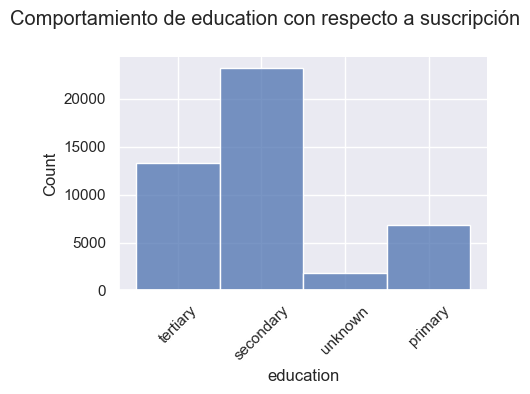 Comportamiento de education con respecto a suscripción
20000
15000
10000
5000
0
Count
tertiary
secondary
unknown
primary
education